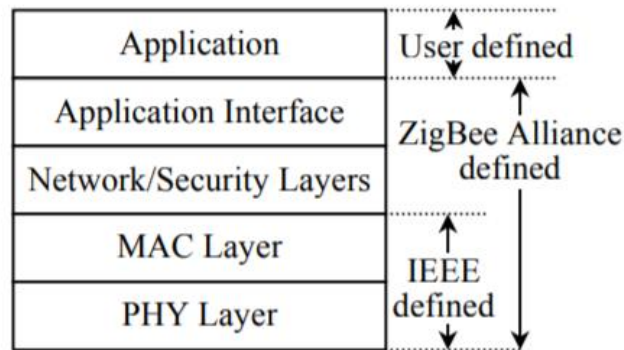 Application
User defined
Application Interface
ZigBee Alliance
defined
Network/Security Layers
MAC Layer
IEEE
defined
PHY Layer